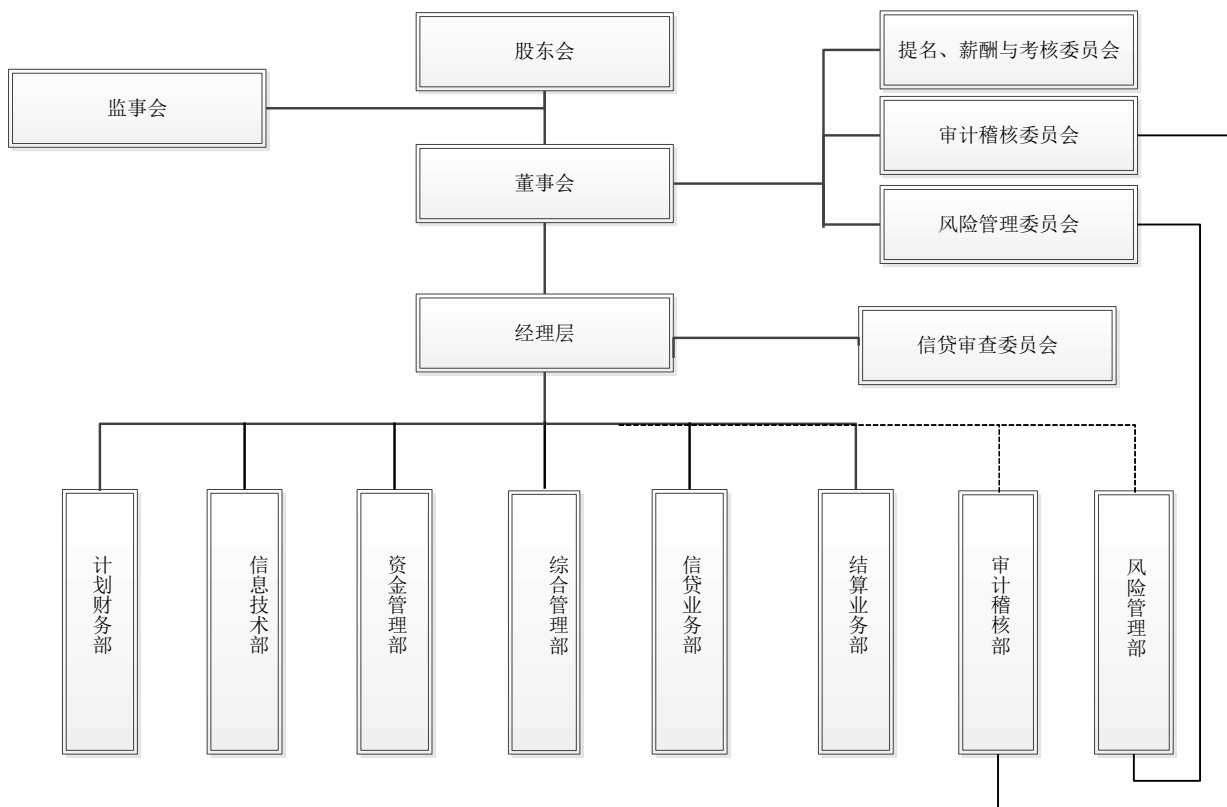 股东会
提名、薪酬与考核委员会
监事会
审计稽核委员会
董事会
风险管理委员会
经理层
信贷审查委员会
计划财务部
信息技术部
资金管理部
综合管理部
信贷业务部
结算业务部
审计稽核部
风险管理部